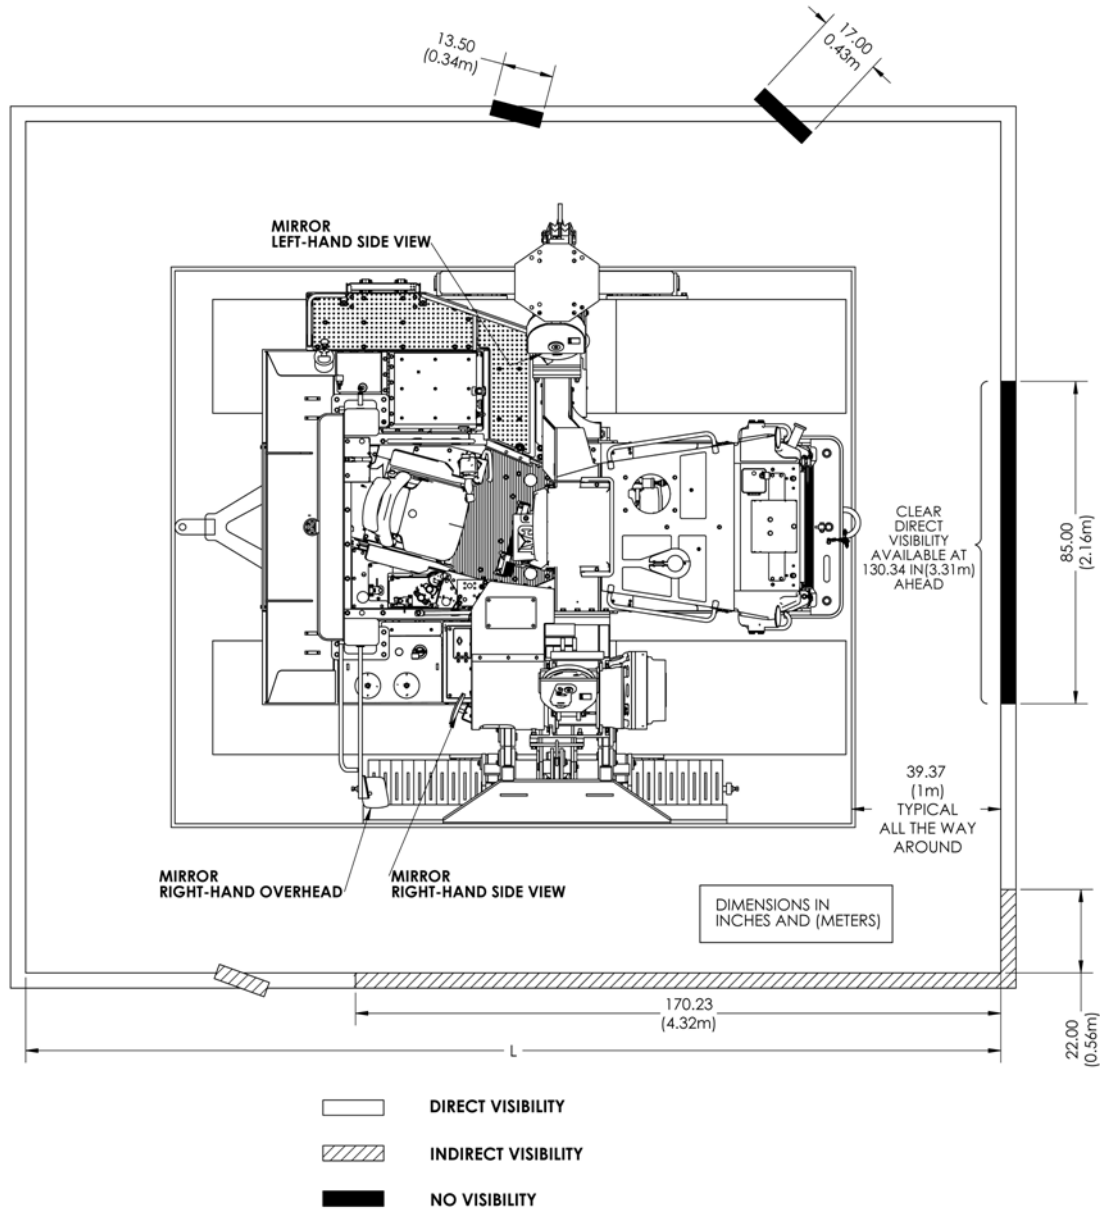 13.50
(0.34m)
17.00
0.43m
MIRROR
LEFT-HAND SIDE VIEW
CLEAR
DIRECT
VISIBILITY
AVAILABLE AT
130.34 IN(3.31m)
AHEAD
85.00
(2.16m)
39.37
(1m)
TYPICAL
ALL THE WAY
AROUND
MIRROR
RIGHT-HAND OVERHEAD
MIRROR
RIGHT-HAND SIDE VIEW
DIMENSIONS IN
INCHES AND (METERS)
170.23
(4.32m)
22.00
(0.56m)
L
DIRECT VISIBILITY
INDIRECT VISIBILITY
NO VISIBILITY